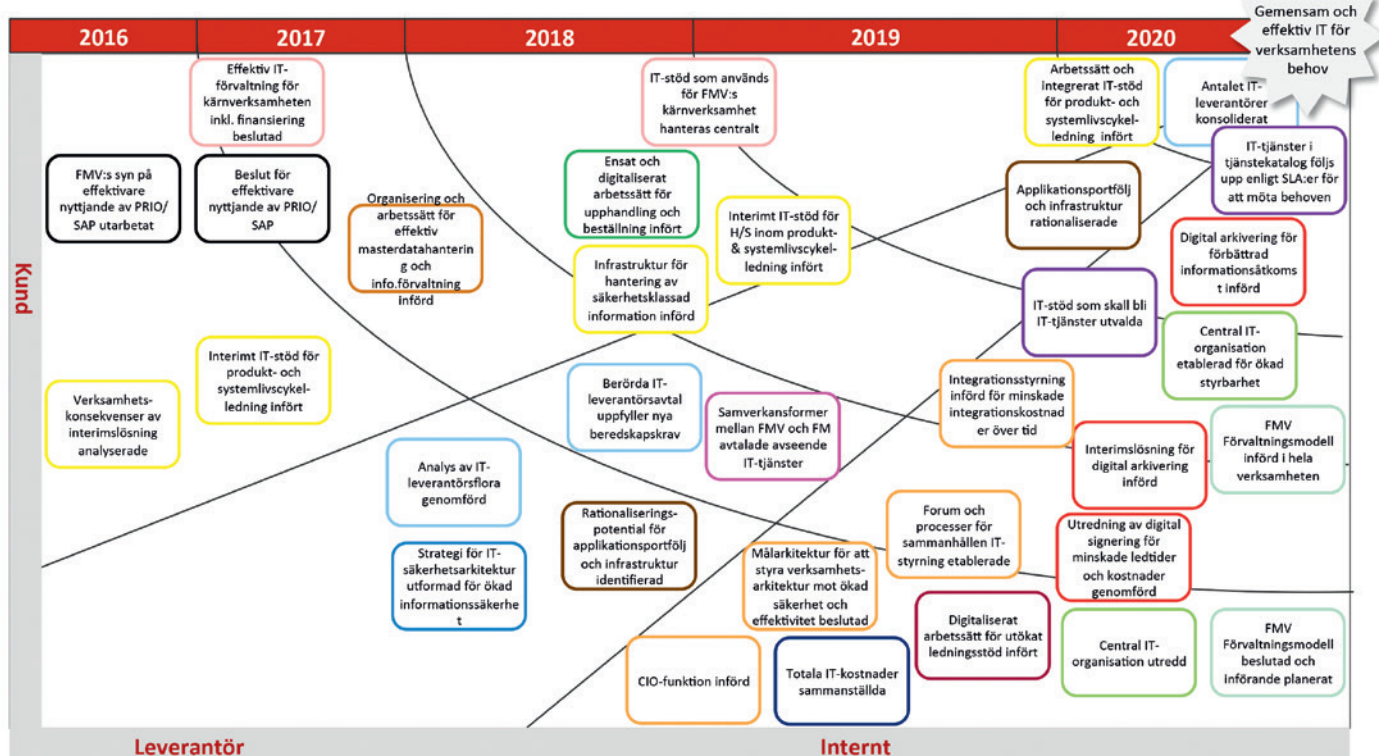 Gemensam och
effektiv IT för
verksamhetens
behov
2016
2017
2018
2019
2020
Kund
Effektiv IT-
förvaltning för
kärnverksamheten
inkl. finansiering
beslutad
IT-stöd som används
för FMV:s
kärnverksamhet
hanteras centralt
Arbetssätt och
integrerat IT-stöd
för produkt- och
systemlivscykel-
ledning infört
Antalet IT-
leverantörer
konsoliderat
FMV:s syn på
effektivare
nyttjande av PRIO/
SAP utarbetat
Beslut för
effektivare
nyttjande av PRIO/
SAP
Organisering och
arbetssätt för
effektiv
masterdatahanterin
g och
info.förvaltning
införd
Ensat och
digitaliserat
arbetssätt för
upphandling och
beställning infört
Interimt IT-stöd för
H/S inom produkt-
& systemlivscykel-
ledning infört
Applikationsportfölj
och infrastruktur
rationaliserade
IT-tjänster i
tjänstekatalog följs
upp enligt SLA:er för
att möta behoven
Infrastruktur för
hantering av
säkerhetsklassad
information införd
Digital arkivering för
förbättrad
informationsåtkoms
t införd
IT-stöd som skall bli
IT-tjänster utvalda
Central IT-
organisation
etablerad för ökad
styrbarhet
Verksamhets-
konsekvenser av
interimslösning
analyserade
Interimt IT-stöd för
produkt- och
systemlivscykel-
ledning infört
Berörda IT-
leverantörsavtal
uppfyller nya
beredskapskrav
Samverkansformer
mellan FMV och FM
avtalade avseende
IT-tjänster
Integrationsstyrning
införd för minskade
integrationskostnad
er över tid
Interimslösning för
digital arkivering
införd
FMV
Förvaltningsmodell
införd i hela
verksamheten
Analys av IT-
leverantörsflora
genomförd
Strategi för IT-
säkerhetsarkitektur
utformad för ökad
informationssäkerhe
t
Rationaliserings-
potential för
applikationsportfölj
och infrastruktur
identifierad
Målarkitektur för att
styra verksamhets-
arkitektur mot ökad
säkerhet och
effektivitet beslutad
Forum och
processer för
sammanhållen IT-
styrning etablerade
Utredning av digital
signering för
minskade ledtider
och kostnader
genomförd
CIO-funktion införd
Totala IT-kostnader
sammanställda
Digitaliserat
arbetssätt för utökat
ledningsstöd infört
Central IT-
organisation utredd
FMV
Förvaltningsmodell
beslutad och
införande planerat
Leverantör
Internt